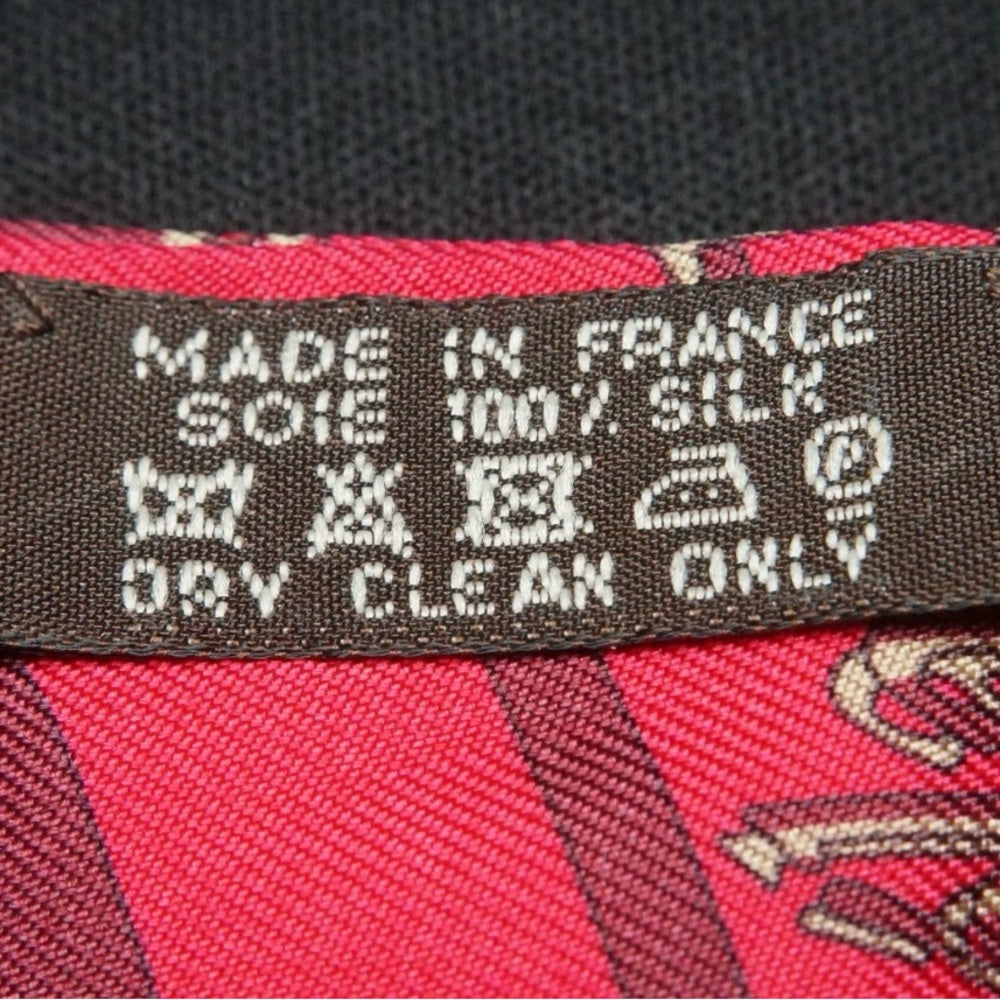 MADE IN FRANCE
SOIE 100% SILK
P
DRY CLEAN ONLY